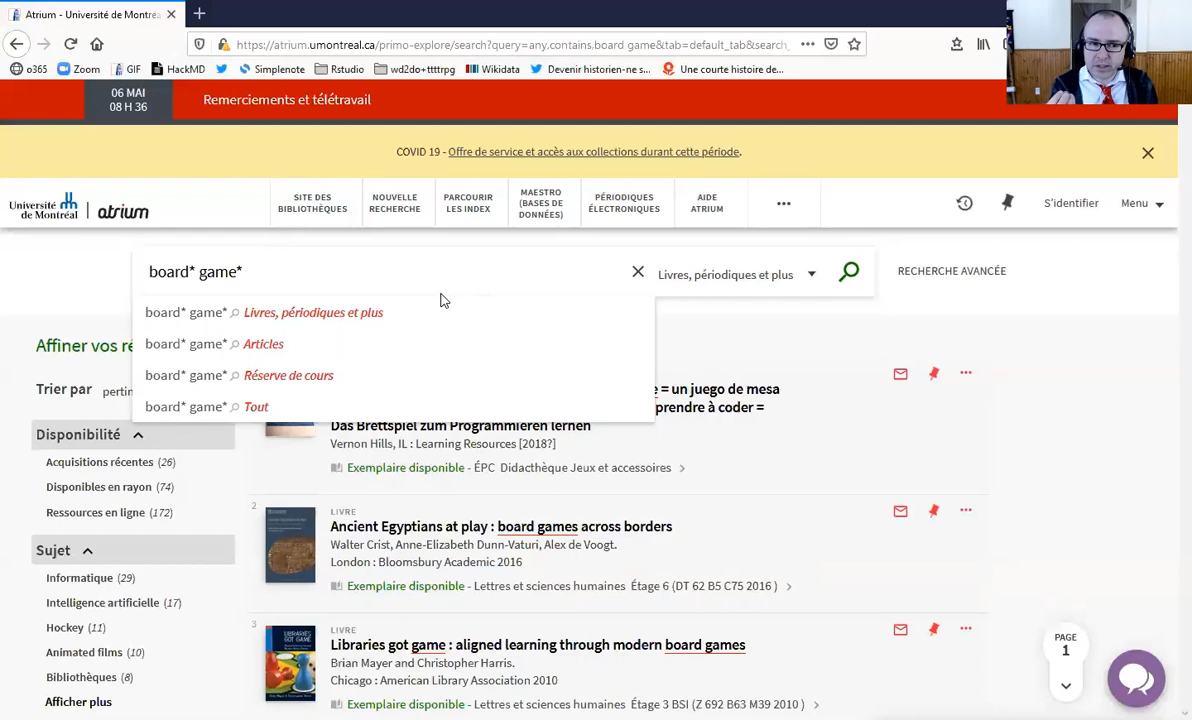 Atrium - Université de Montréa
https://atrium.umontreal.ca/primo-explore/search?query=any.contains.board game&tab=default_tab&search_
o365
Zoom
GIF
HackMD
Simplenote
Rstudio
wd2do+ttttrpg
Wikidata
Devenir historien-ne s...
Une courte histoire de...
06 MAI
08 H 36
Remerciements et télétravail
COVID 19 - Offre de service et accès aux collections durant cette période.
Université
de Montréal
atrium
SITE DES
BIBLIOTHÈQUES
NOUVELLE
RECHERCHE
PARCOURIR
LES INDEX
MAESTRO
(BASES DE
DONNÉES)
PÉRIODIQUES
ÉLECTRONIQUES
AIDE
ATRIUM
S'identifier
Menu
board* game*
Livres, périodiques et plus
RECHERCHE AVANCÉE
board* game* Livres, périodiques et plus
board* game* Articles
board* game* Réserve de cours
board* game* Tout
Affiner vos ré
Trier par pertin
Disponibilité
Acquisitions récentes (26)
Disponibles en rayon (74)
Ressources en ligne (172)
Sujet
Informatique (29)
Intelligence artificielle (17)
Hockey (11)
Animated films (10)
Bibliothèques (8)
Afficher plus
e = un juego de mesa
prendre à coder =
Das Brettspiel zum Programmieren lernen
Vernon Hills, IL : Learning Resources [2018?]
Exemplaire disponible - ÉPC Didacthèque Jeux et accessoires
2
LIVRE
Ancient Egyptians at play : board games across borders
Walter Crist, Anne-Elizabeth Dunn-Vaturi, Alex de Voogt.
London : Bloomsbury Academic 2016
Exemplaire disponible - Lettres et sciences humaines Étage 6 (DT 62 B5 C75 2016 )
3
LIVRE
Libraries got game : aligned learning through modern board games
Brian Mayer and Christopher Harris.
Chicago : American Library Association 2010
Exemplaire disponible - Lettres et sciences humaines Étage 3 BSI (Z 692 B63 M39 2010 )
PAGE
1